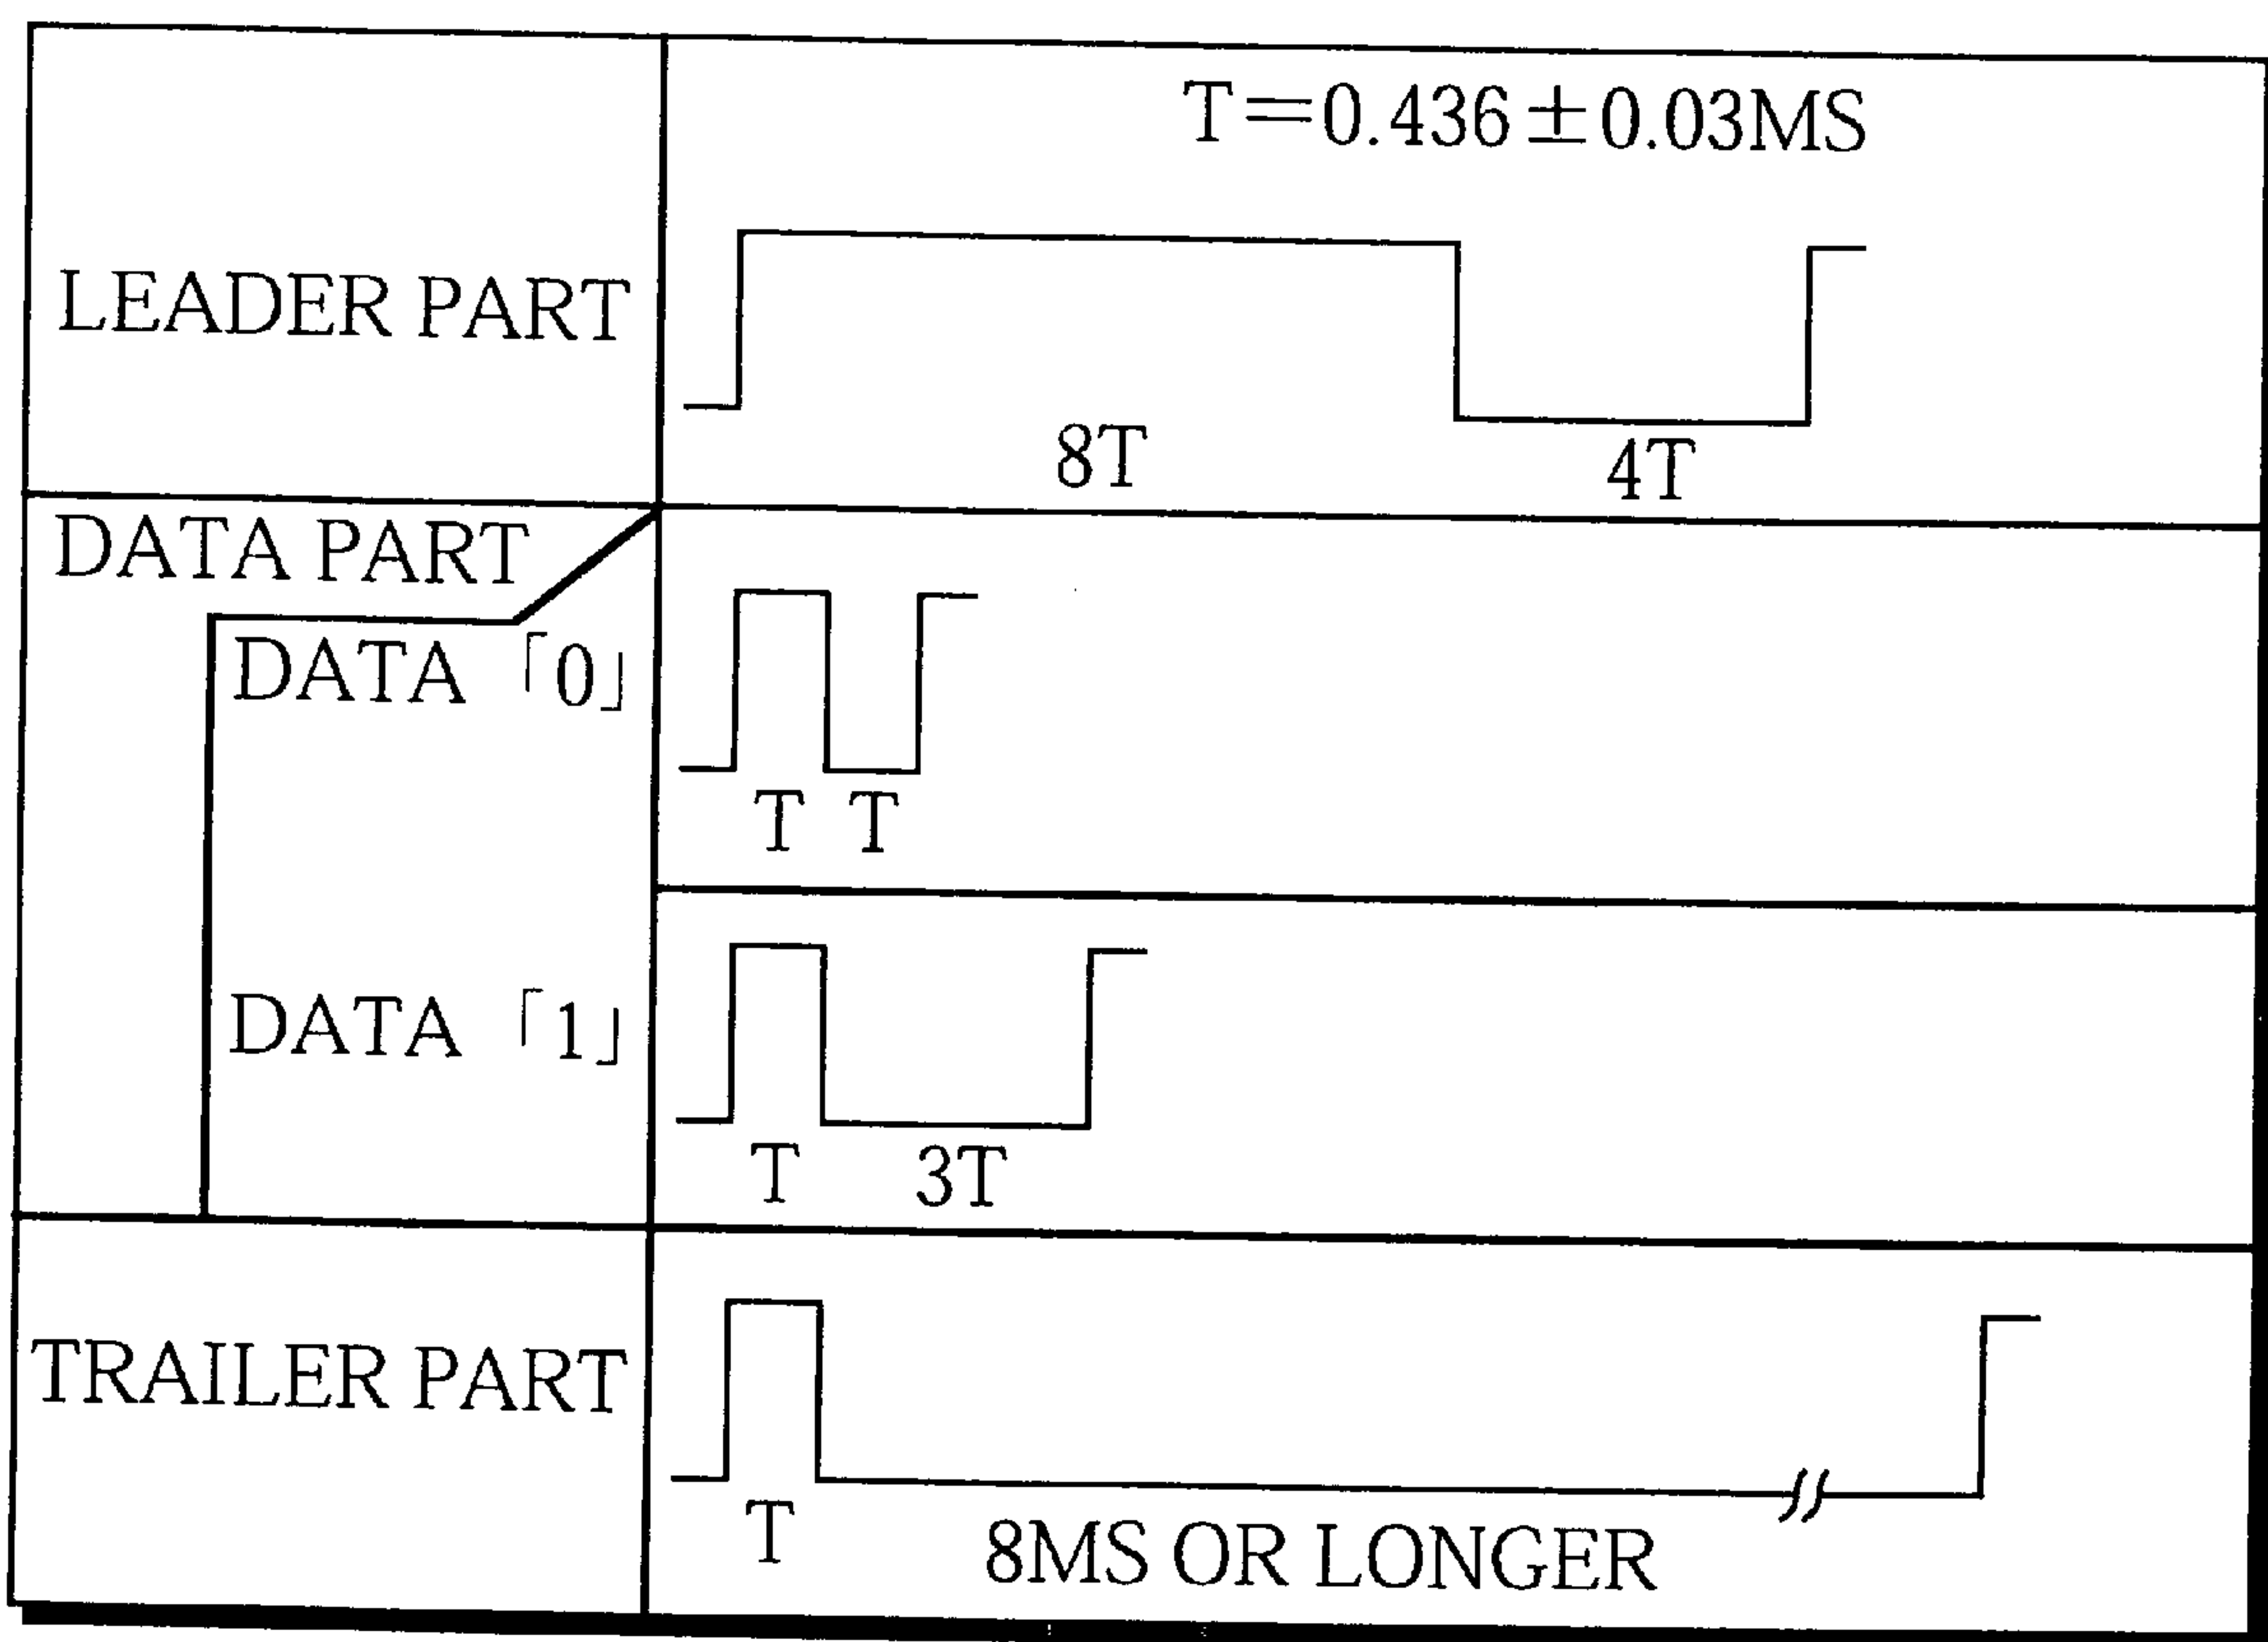 T=0.436±0.03MS
LEADER PART
8T
4T
DATA PART
DATA「0」
T T
DATA「1」
T 3T
TRAILER PART
T
8MS OR LONGER